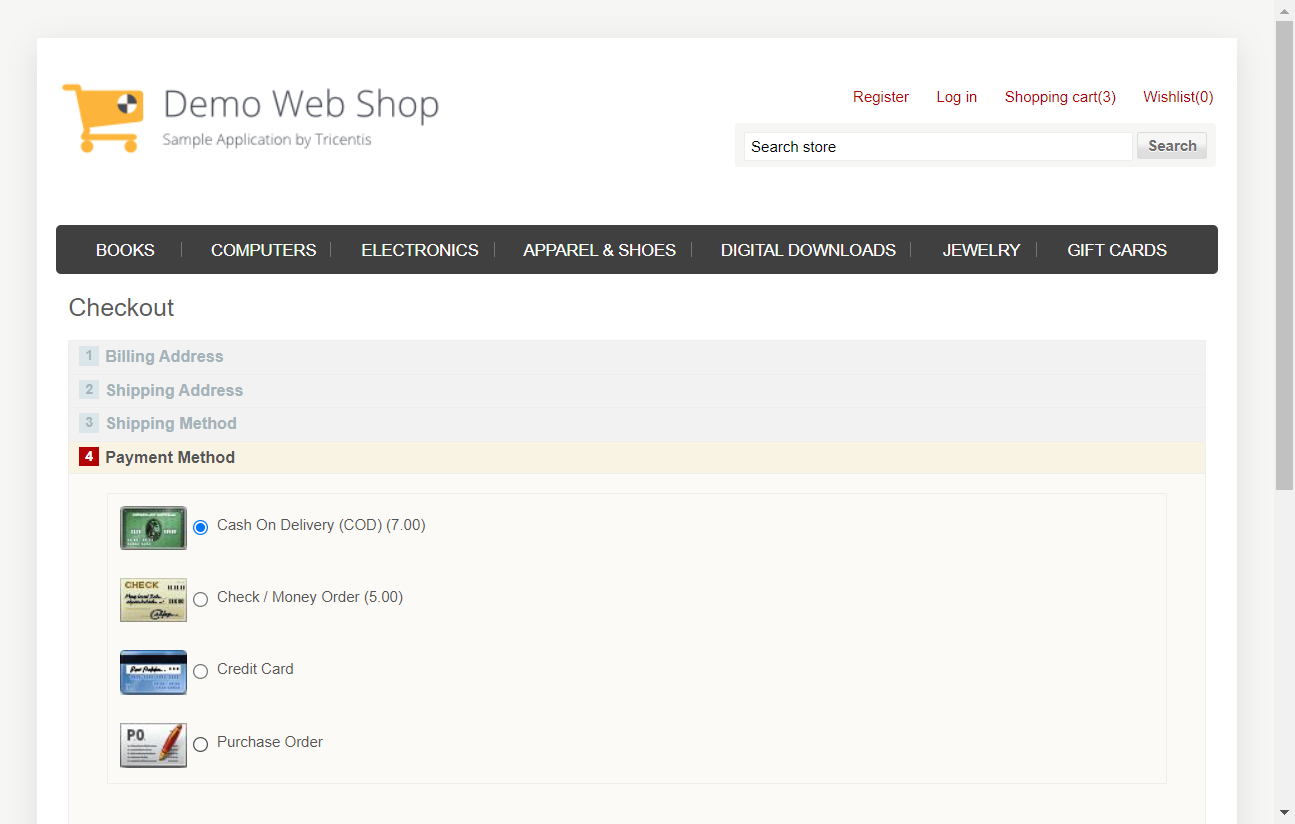 Demo Web Shop
Sample Application by Tricentis
Register Log in Shopping cart(3) Wishlist(0)
Search store Search
BOOKS COMPUTERS ELECTRONICS APPAREL & SHOES DIGITAL DOWNLOADS JEWELRY GIFT CARDS
Checkout
1 Billing Address
2 Shipping Address
3 Shipping Method
4 Payment Method
Cash On Delivery (COD) (7.00)
CHECK
Check / Money Order (5.00)
Credit Card
P.O.
Purchase Order